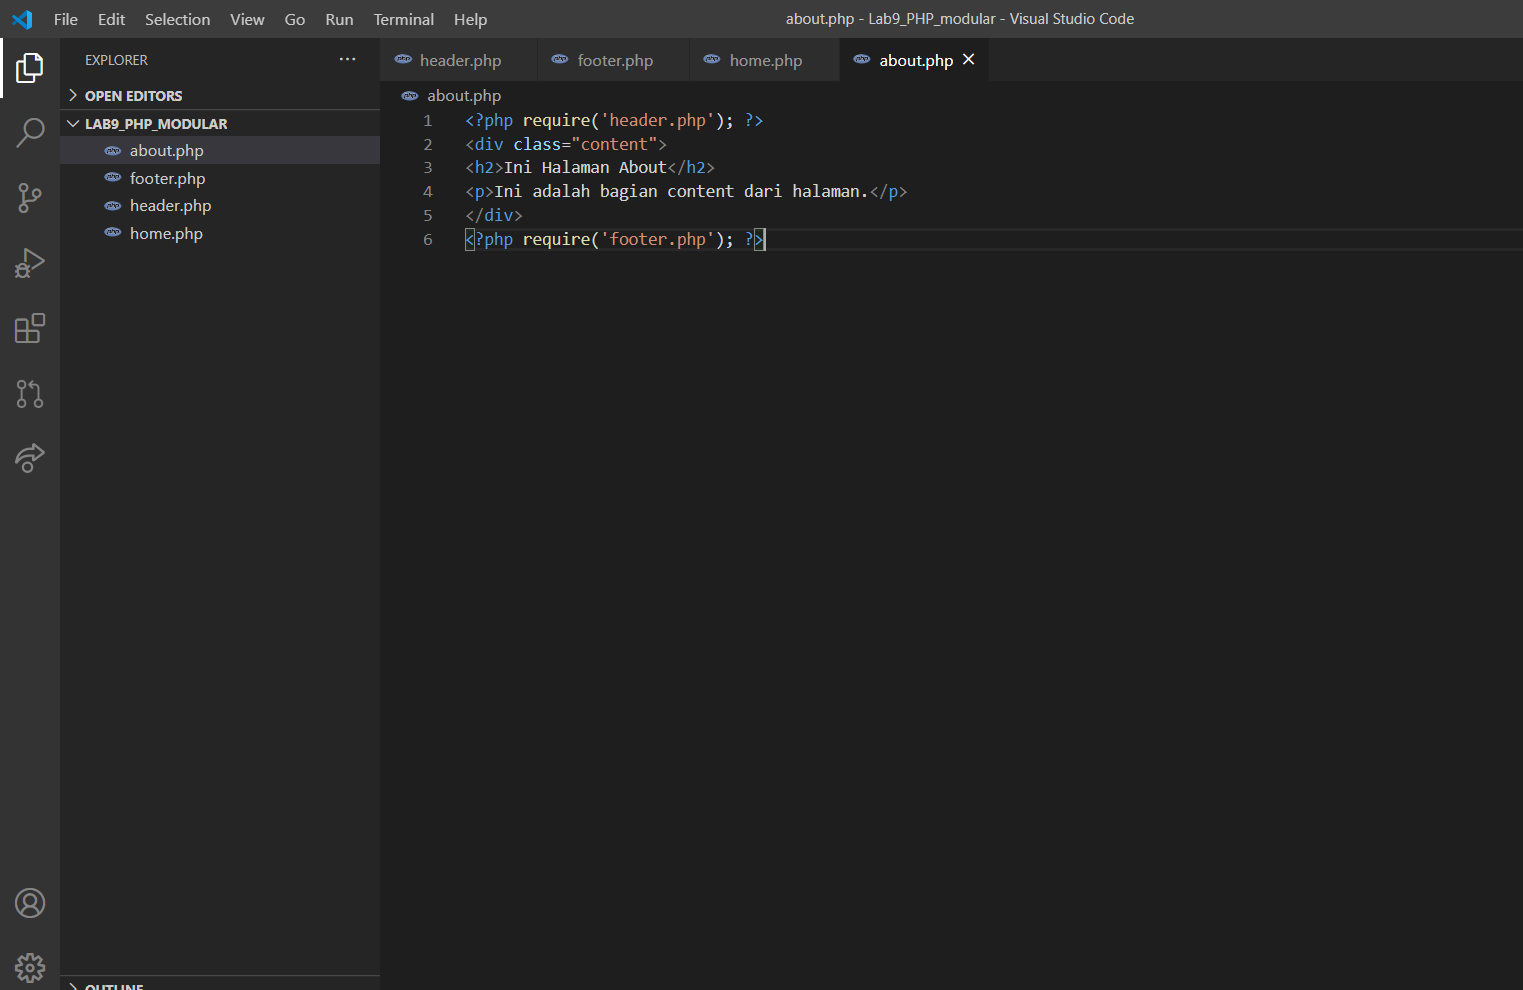 File Edit Selection View Go Run Terminal Help
about.php - Lab9_PHP_modular - Visual Studio Code
EXPLORER
OPEN EDITORS
LAB9_PHP_MODULAR
about.php
footer.php
header.php
home.php
OUTLINE
header.php footer.php home.php about.php
about.php
1 <?php require('header.php'); ?>
2 <div class="content">
3 <h2>Ini Halaman About</h2>
4 <p>Ini adalah bagian content dari halaman.</p>
5 </div>
6 <?php require('footer.php'); ?>